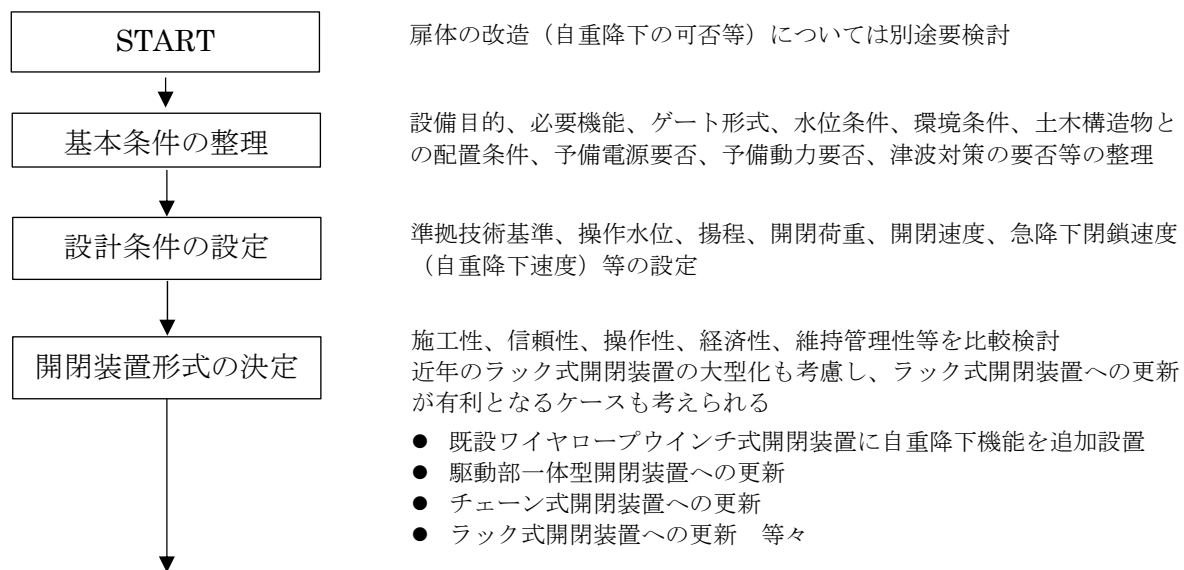 START
扉体の改造（自重降下の可否等）については別途要検討
基本条件の整理
設備目的、必要機能、ゲート形式、水位条件、環境条件、土木構造物と
の配置条件、予備電源要否、予備動力要否、津波対策の要否等の整理
設計条件の設定
準拠技術基準、操作水位、揚程、開閉荷重、開閉速度、急降下閉鎖速度
（自重降下速度）等の設定
開閉装置形式の決定
施工性、信頼性、操作性、経済性、維持管理性等を比較検討
近年のラック式開閉装置の大型化も考慮し、ラック式開閉装置への更新
が有利となるケースも考えられる
● 既設ワイヤロープウインチ式開閉装置に自重降下機能を追加設置
● 駆動部一体型開閉装置への更新
● チェーン式開閉装置への更新
● ラック式開閉装置への更新　等々